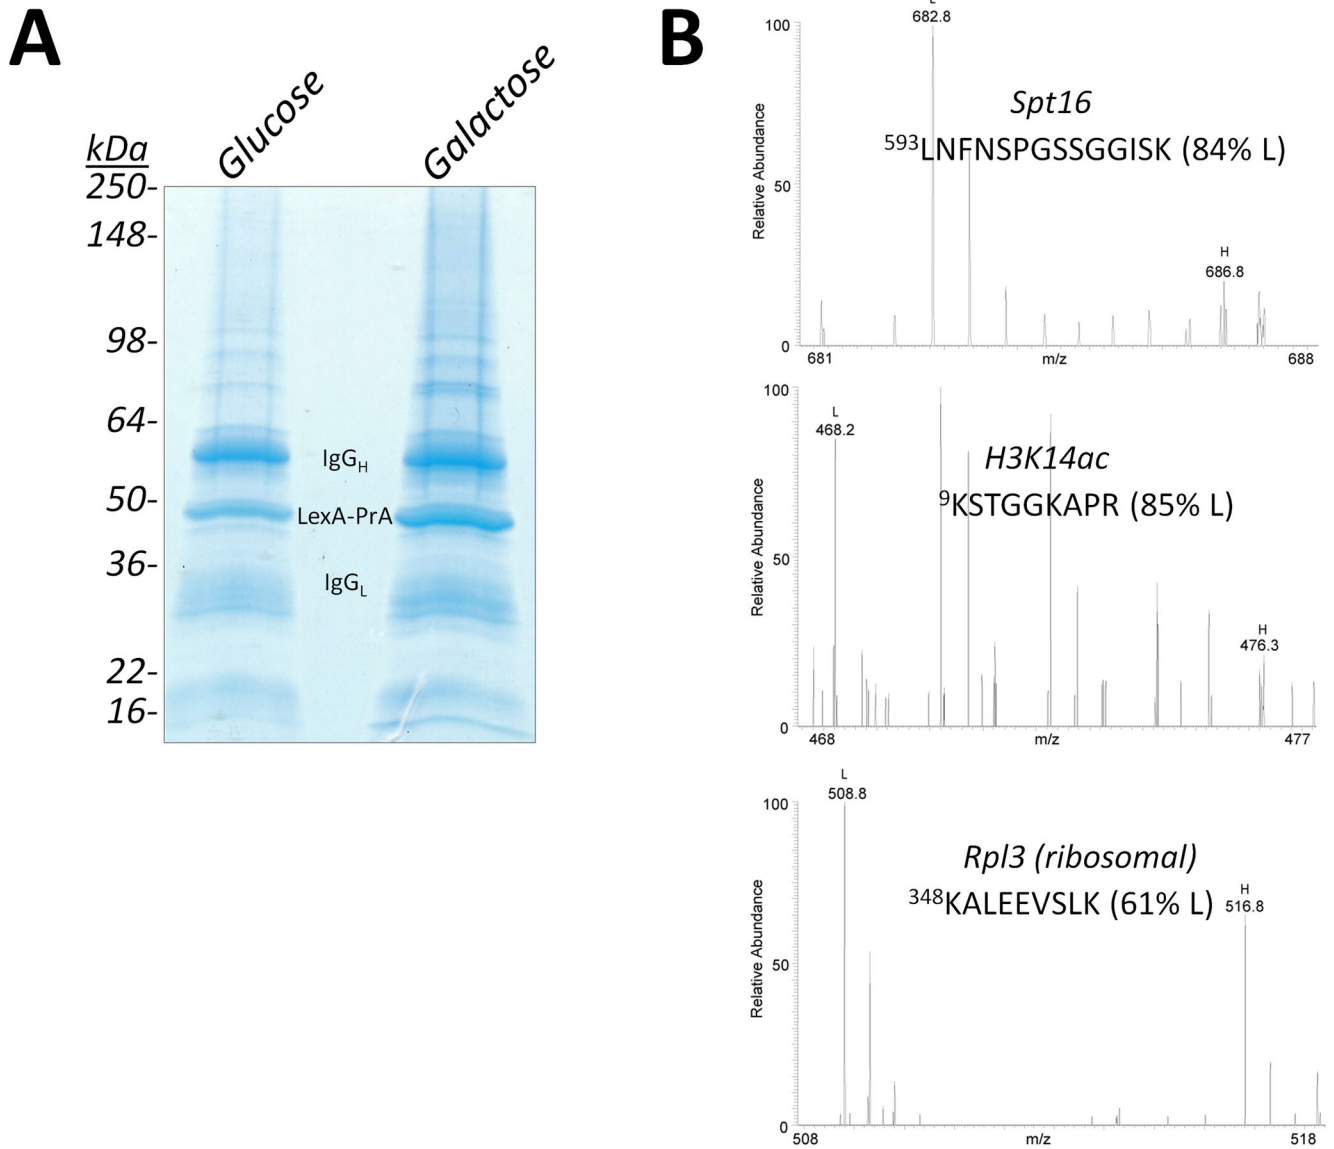 A
Glucose
Galactose
kDa
250-
148-
98-
64-
50-
36-
22-
16-
IgGH
LexA-PrA
IgGL
B
L
682.8
100
50
0
Relative Abundance
Spt16
593LNFNSPGSSGGISK (84% L)
H
686.8
681
m/z
688
100
50
0
Relative Abundance
L
468.2
H3K14ac
9KSTGGKAPR (85% L)
H
476.3
468
m/z
477
L
508.8
100
50
0
Relative Abundance
Rpl3 (ribosomal)
348KALEEVSLK (61% L)
H
516.8
508
m/z
518